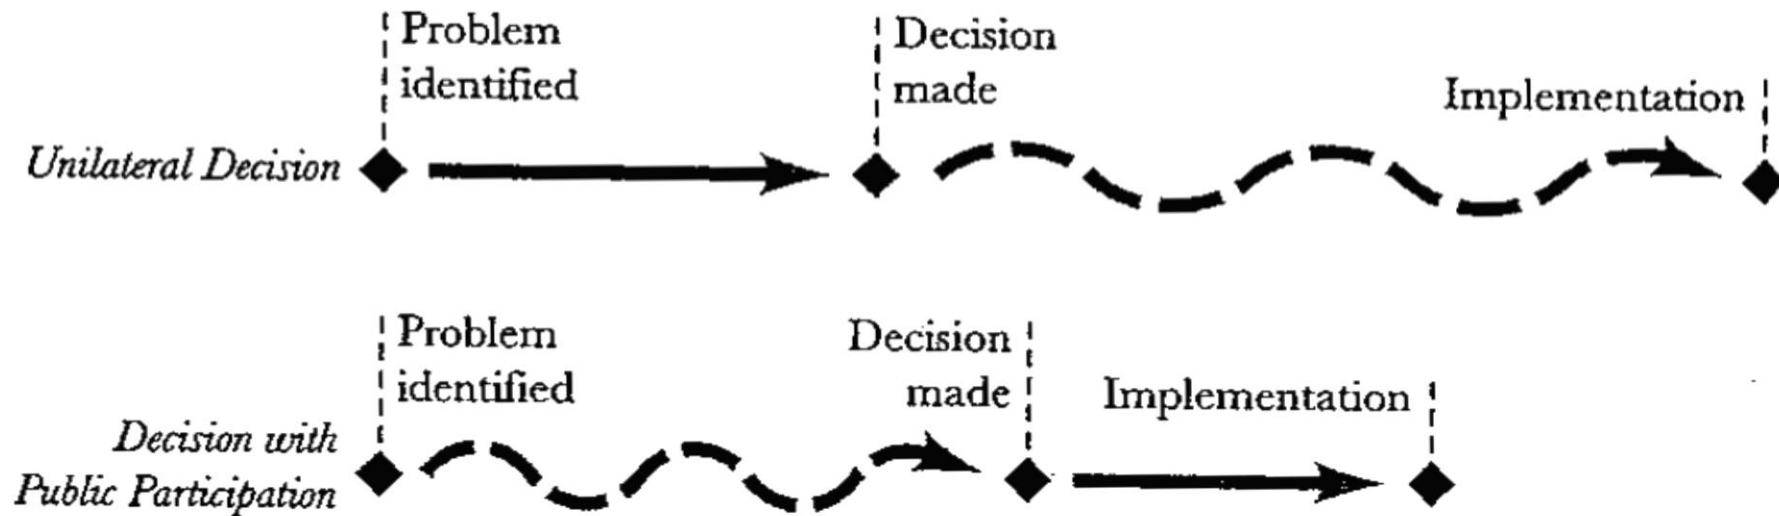 Problem
identified
Decision
made
Implementation
Unilateral Decision
Problem
identified
Decision
made
Implementation
Decision with
Public Participation